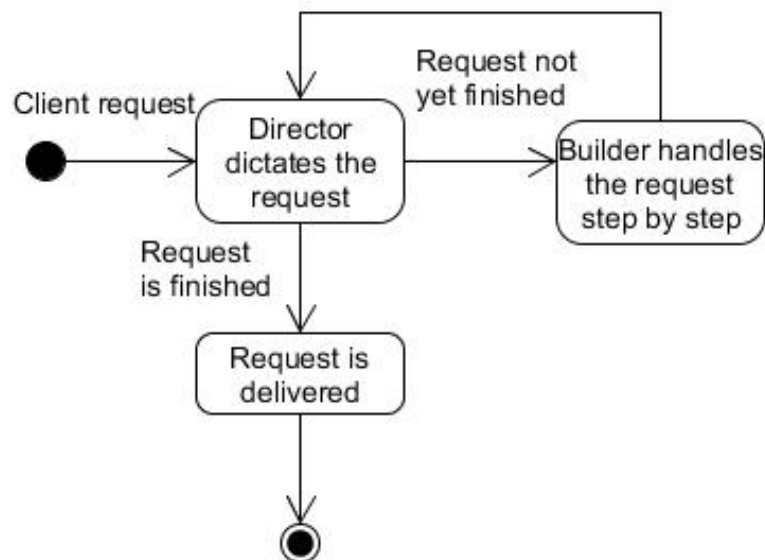 Client request
Director
dictates the
request
Request not
yet finished
Builder handles
the request
step by step
Request
is finished
Request is
delivered